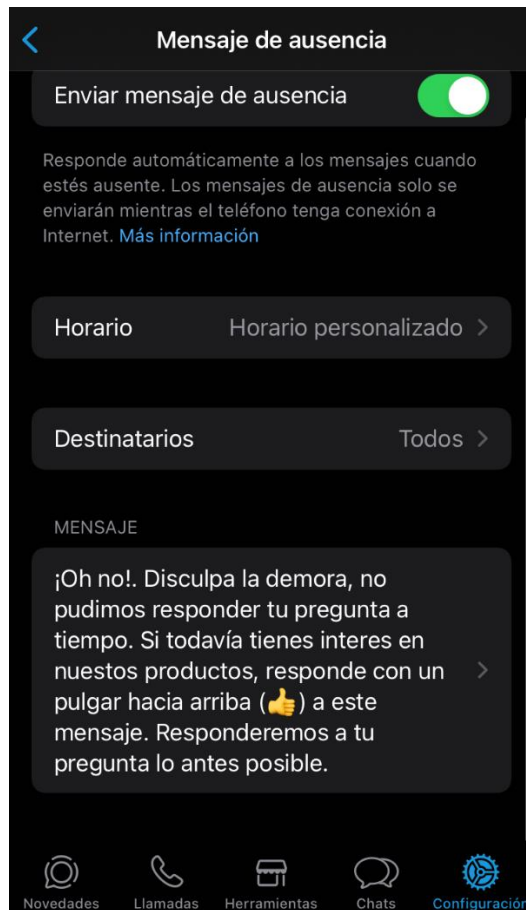 Mensaje de ausencia
Enviar mensaje de ausencia
Responde automáticamente a los mensajes cuando
estés ausente. Los mensajes de ausencia solo se
enviarán mientras el teléfono tenga conexión a
Internet. Más información
Horario Horario personalizado
Destinatarios Todos
MENSAJE
¡Oh no!. Disculpa la demora, no
pudimos responder tu pregunta a
tiempo. Si todavía tienes interes en
nuestos productos, responde con un
pulgar hacia arriba (👍) a este
mensaje. Responderemos a tu
pregunta lo antes posible.
Novedades Llamadas Herramientas Chats Configuración